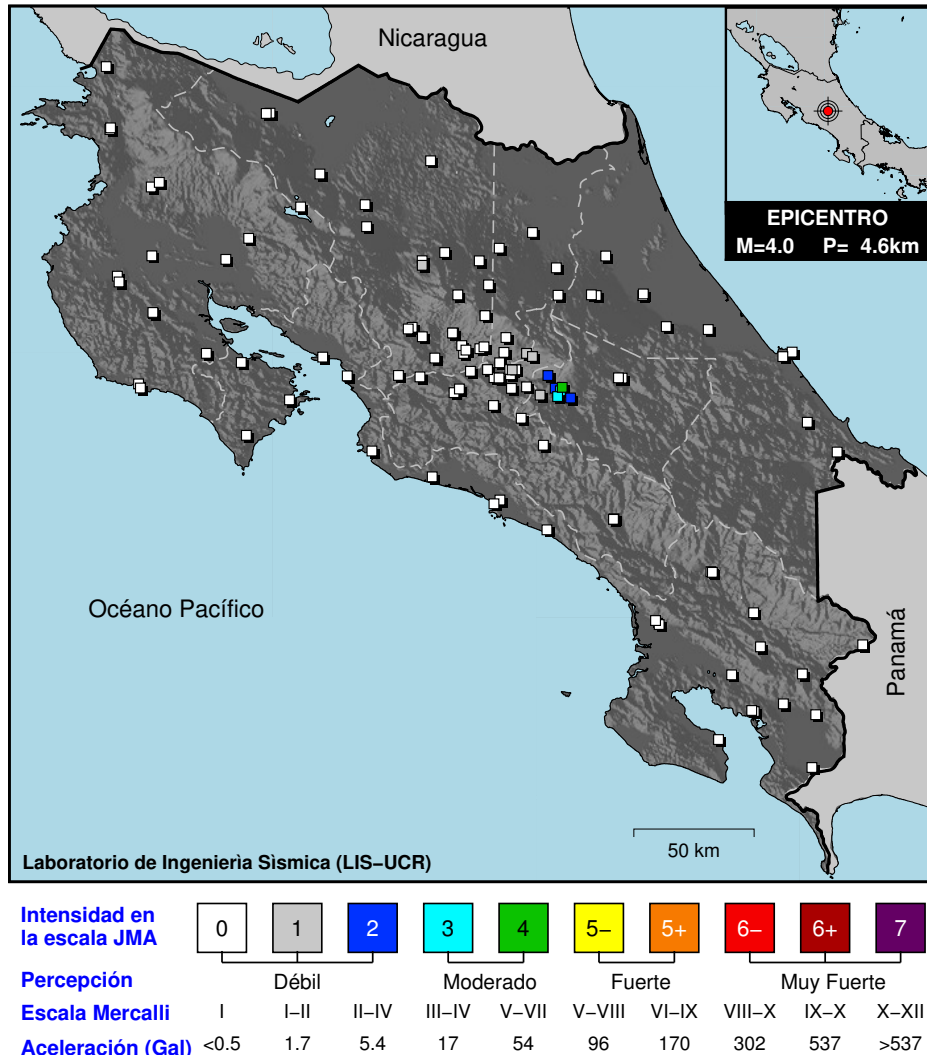 Nicaragua
EPICENTRO
M=4.0 P= 4.6km
Océano Pacífico
Panamá
50 km
Laboratorio de Ingenierìa Sìsmica (LIS−UCR)
Intensidad en
la escala JMA
0 1 2 3 4 5− 5+ 6− 6+ 7
Percepción Débil Moderado Fuerte Muy Fuerte
Escala Mercalli I I−II II−IV III−IV V−VII V−VIII VI−IX VIII−X IX−X X−XII
Aceleración (Gal) <0.5 1.7 5.4 17 54 96 170 302 537 >537